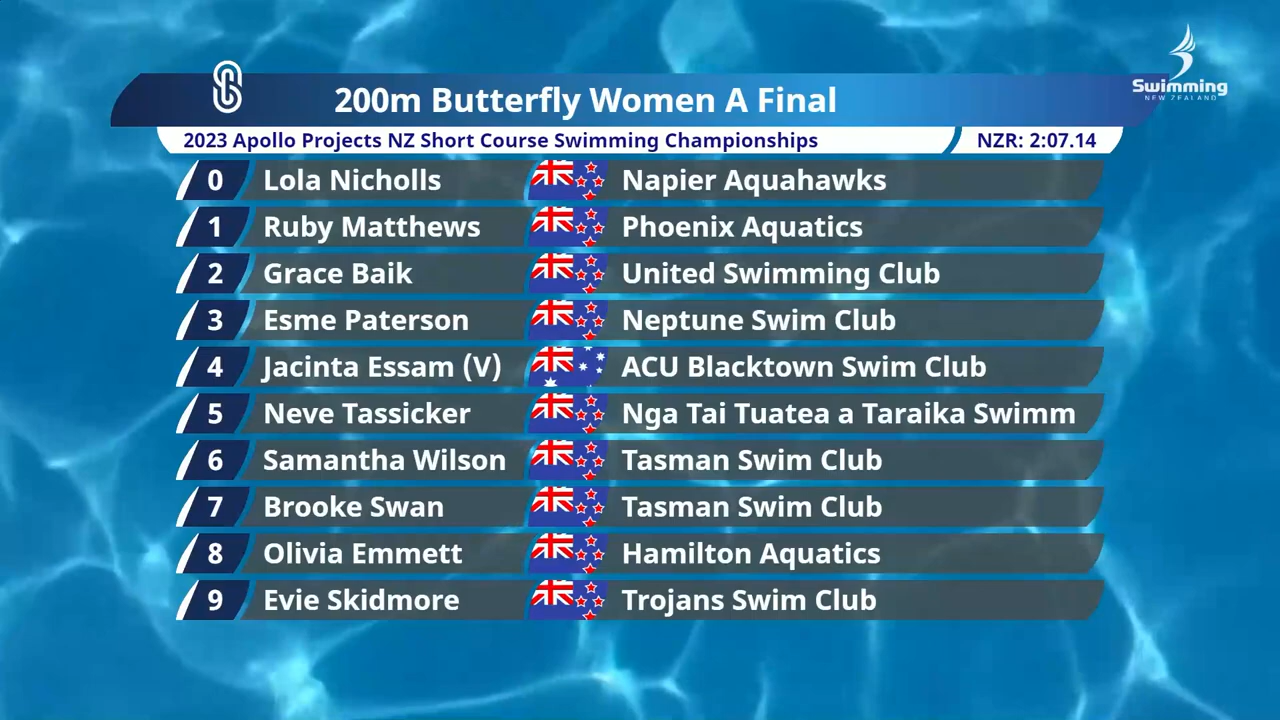 Swimming
NEW ZEALAND
200m Butterfly Women A Final
2023 Apollo Projects NZ Short Course Swimming Championships NZR: 2:07.14
0 Lola Nicholls Napier Aquahawks
1 Ruby Matthews Phoenix Aquatics
2 Grace Baik United Swimming Club
3 Esme Paterson Neptune Swim Club
4 Jacinta Essam (V) ACU Blacktown Swim Club
5 Neve Tassicker Nga Tai Tuatea a Taraika Swimm
6 Samantha Wilson Tasman Swim Club
7 Brooke Swan Tasman Swim Club
8 Olivia Emmett Hamilton Aquatics
9 Evie Skidmore Trojans Swim Club